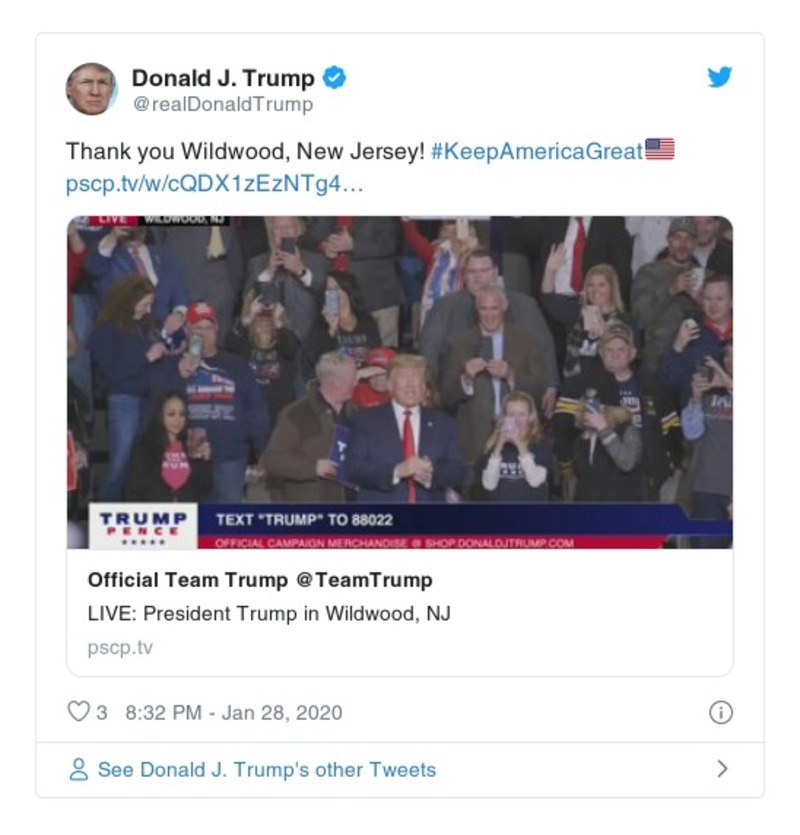 Donald J. Trump
@realDonaldTrump
Thank you Wildwood, New Jersey! #KeepAmericaGreat🇺🇸
pscp.tv/w/cQDX1zEzNTg4…
LIVE WILDWOOD, NJ
TRUMP
PENCE
TEXT "TRUMP" TO 88022
OFFICIAL CAMPAIGN MERCHANDISE @ SHOP.DONALDJTRUMP.COM
Official Team Trump @TeamTrump
LIVE: President Trump in Wildwood, NJ
pscp.tv
3 8:32 PM - Jan 28, 2020
See Donald J. Trump's other Tweets